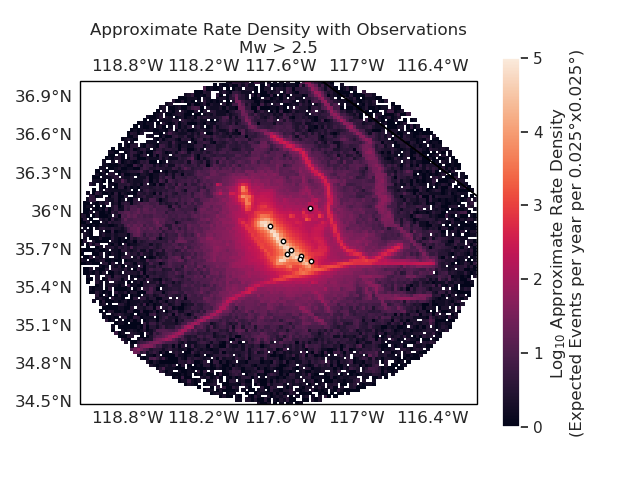 Approximate Rate Density with Observations
Mw > 2.5
118.8°W 118.2°W 117.6°W 117°W 116.4°W
36.9°N
36.6°N
36.3°N
36°N
35.7°N
35.4°N
35.1°N
34.8°N
34.5°N
118.8°W 118.2°W 117.6°W 117°W 116.4°W
5
4
3
2
1
0
Log₁₀ Approximate Rate Density
(Expected Events per year per 0.025°x0.025°)